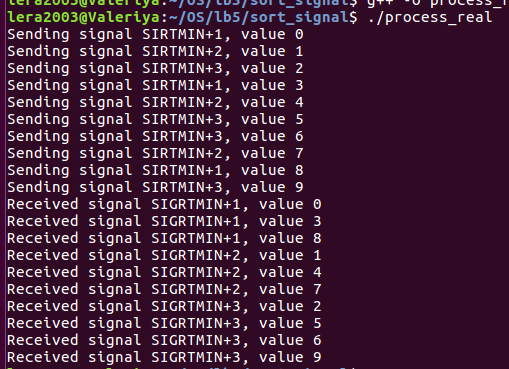 lera2003@valeriya:~/OS/lb5/sort_signal$ g++ -o process_r
lera2003@valeriya:~/OS/lb5/sort_signal$ ./process_real
Sending signal SIRTMIN+1, value 0
Sending signal SIRTMIN+2, value 1
Sending signal SIRTMIN+3, value 2
Sending signal SIRTMIN+1, value 3
Sending signal SIRTMIN+2, value 4
Sending signal SIRTMIN+3, value 5
Sending signal SIRTMIN+3, value 6
Sending signal SIRTMIN+2, value 7
Sending signal SIRTMIN+1, value 8
Sending signal SIRTMIN+3, value 9
Received signal SIGRTMIN+1, value 0
Received signal SIGRTMIN+1, value 3
Received signal SIGRTMIN+1, value 8
Received signal SIGRTMIN+2, value 1
Received signal SIGRTMIN+2, value 4
Received signal SIGRTMIN+2, value 7
Received signal SIGRTMIN+3, value 2
Received signal SIGRTMIN+3, value 5
Received signal SIGRTMIN+3, value 6
Received signal SIGRTMIN+3, value 9